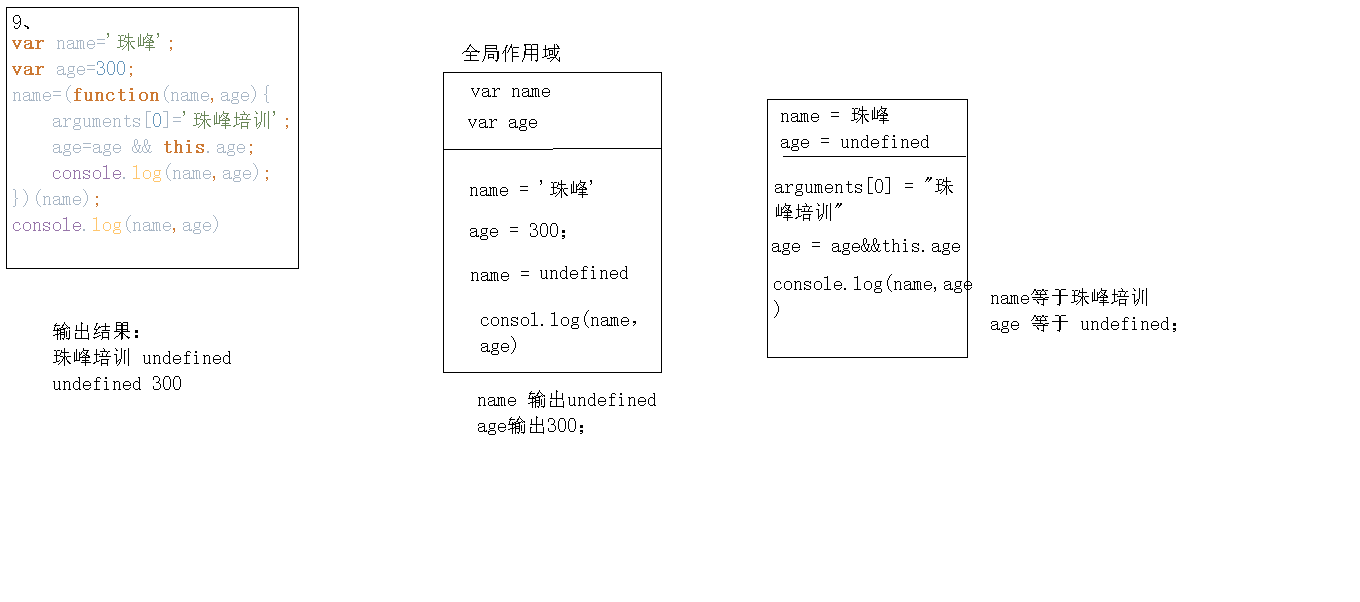 9、
var name='珠峰';
var age=300;
name=(function(name,age){
arguments[0]='珠峰培训';
age=age && this.age;
console.log(name,age);
})(name);
console.log(name,age)
输出结果：
珠峰培训 undefined
undefined 300
全局作用域
var name
var age
name = '珠峰'
age = 300；
name = undefined
consol.log(name，
age)
name 输出undefined
age输出300；
name = 珠峰
age = undefined
arguments[0] = "珠
峰培训"
age = age&&this.age
console.log(name,age
)
name等于珠峰培训
age 等于 undefined；